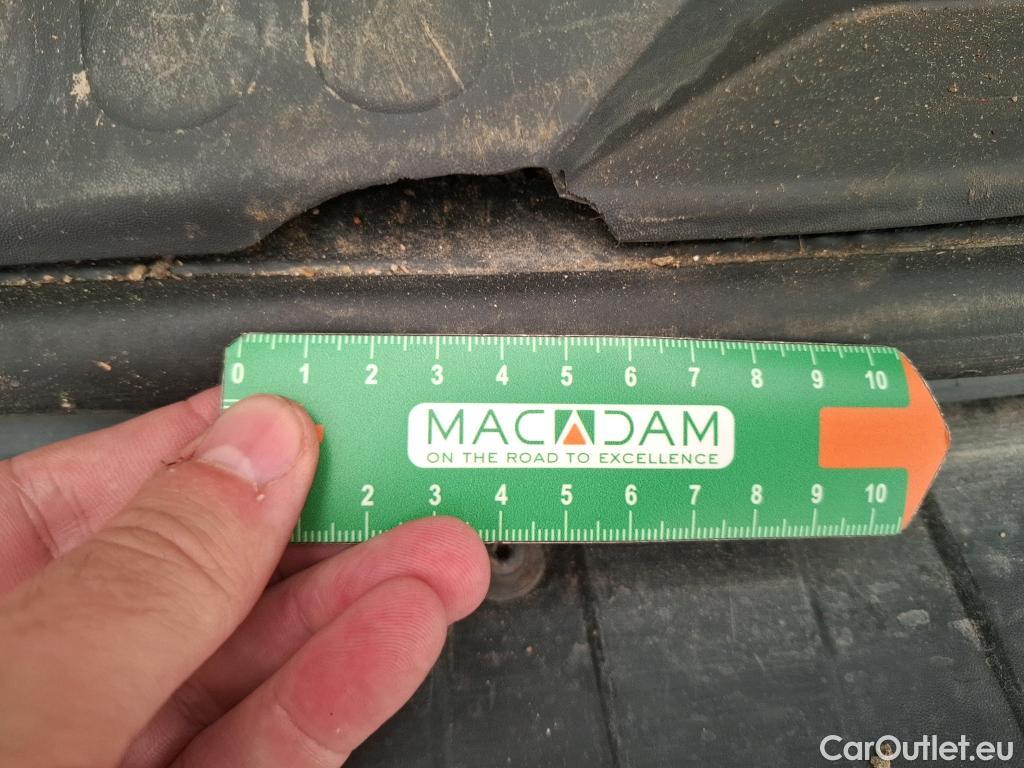 0 1 2 3 4 5 6 7 8 9 10
MACADAM
ON THE ROAD TO EXCELLENCE
2 3 4 5 6 7 8 9 10
CarOutlet.eu